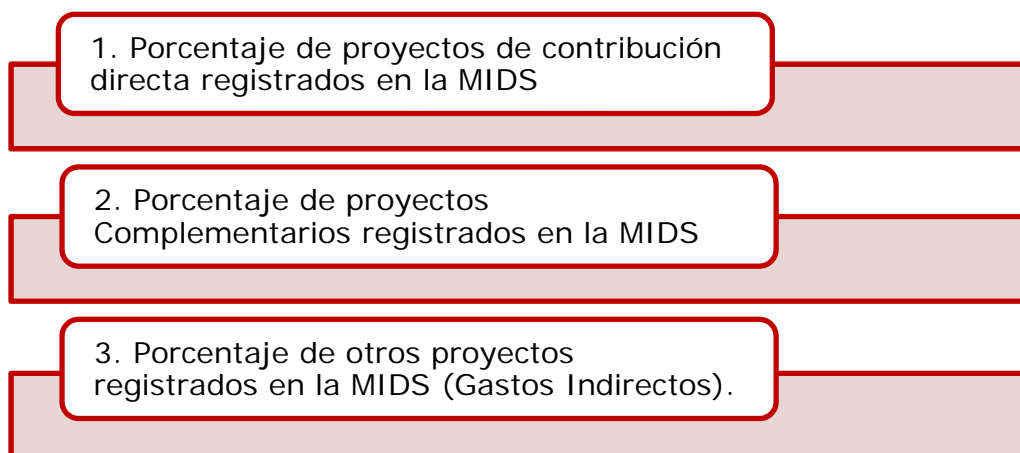 1. Porcentaje de proyectos de contribución
directa registrados en la MIDS
2. Porcentaje de proyectos
Complementarios registrados en la MIDS
3. Porcentaje de otros proyectos
registrados en la MIDS (Gastos Indirectos).